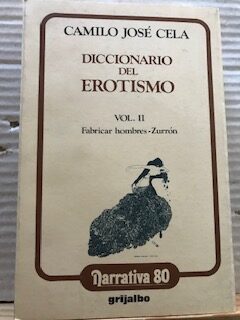 CAMILO JOSÉ CELA
DICCIONARIO
DEL
EROTISMO
VOL. II
Fabricar hombres-Zurrón
Narrativa 80
grijalbo